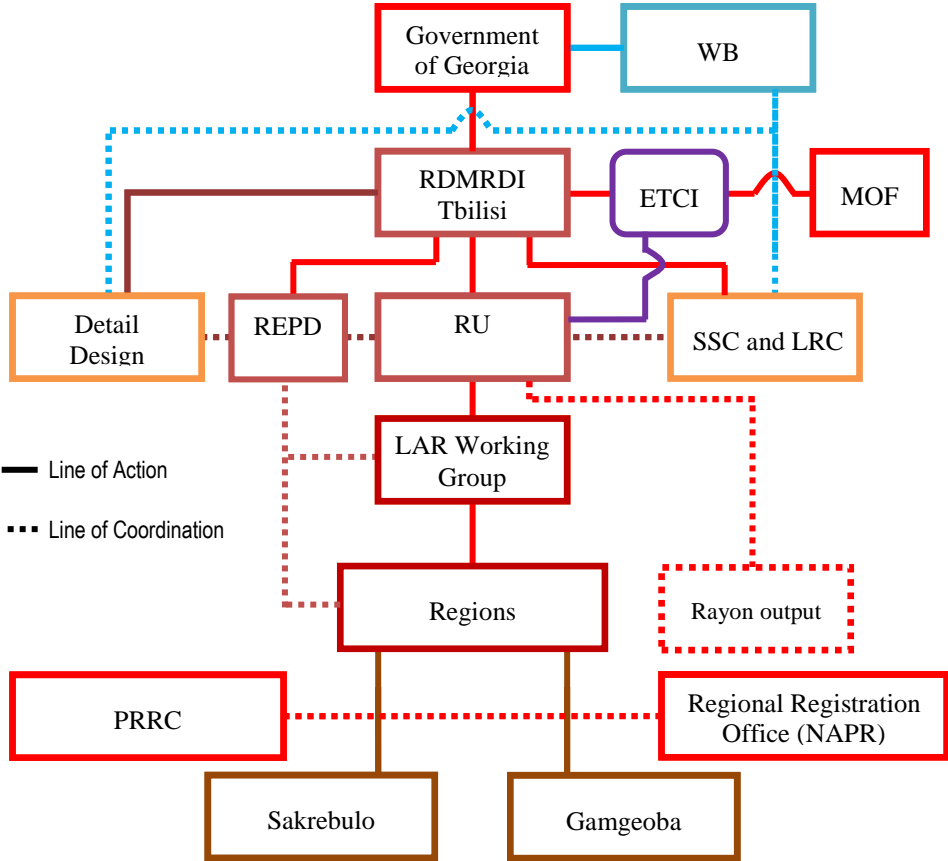 Government
of Georgia
WB
RDMRDI
Tbilisi
ETCI
MOF
Detail
Design
REPD
RU
SSC and LRC
LAR Working
Group
Line of Action
Line of Coordination
Regions
Rayon output
PRRC
Regional Registration
Office (NAPR)
Sakrebulo
Gamgeoba